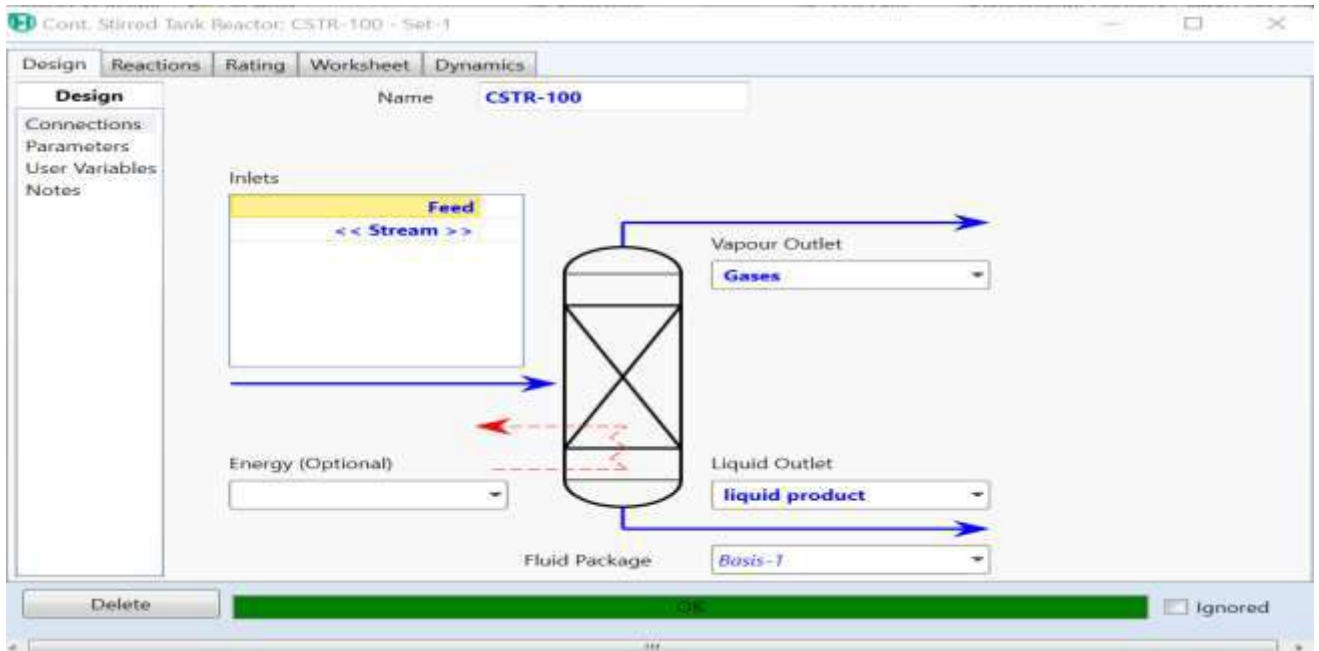 Cont. Stirred Tank Reactor: CSTR-100 - Set-1
Design Reactions Rating Worksheet Dynamics
Design
Connections
Parameters
User Variables
Notes
Name CSTR-100
Inlets
Feed
<< Stream >>
Vapour Outlet
Gases
Energy (Optional)
Liquid Outlet
liquid product
Fluid Package Basis-1
Delete
OK
Ignored